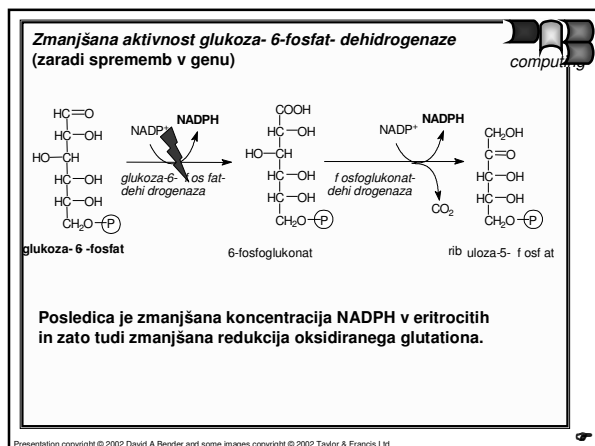 Zmanjšana aktivnost glukoza- 6-fosfat- dehidrogenaze
(zaradi sprememb v genu)
computing
HC=O
HC-OH
HO-CH
HC-OH
HC-OH
CH₂O-P
glukoza- 6 -fosfat
NADP⁺
NADPH
glukoza-6- fos fat-
dehi drogenaza
COOH
HC-OH
HO-CH
HC-OH
HC-OH
CH₂O-P
6-fosfoglukonat
NADP⁺
NADPH
f osfoglukonat-
dehi drogenaza
CO₂
CH₂OH
C=O
HC-OH
HC-OH
CH₂O-P
rib uloza-5- f osf at
Posledica je zmanjšana koncentracija NADPH v eritrocitih
in zato tudi zmanjšana redukcija oksidiranega glutationa.
Presentation copyright © 2002 David A Bender and some images copyright © 2002 Taylor & Francis Ltd